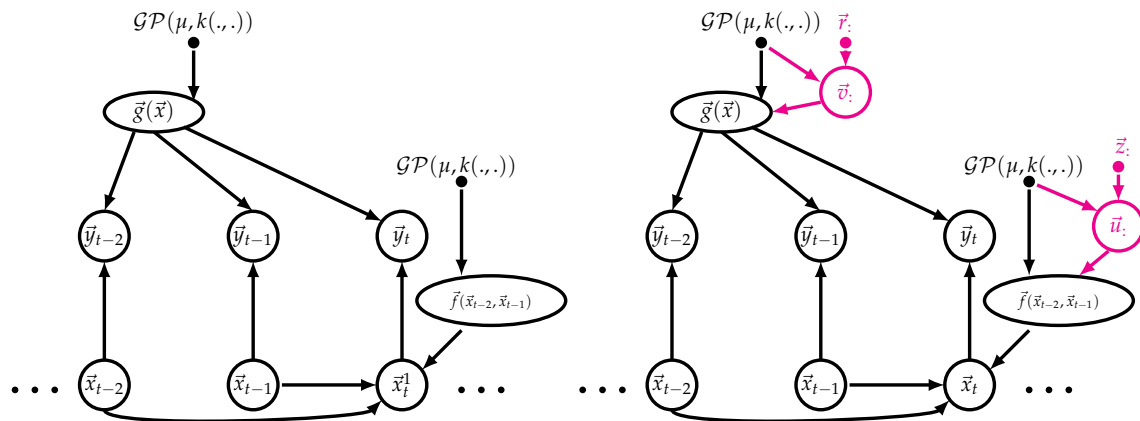 𝒢𝒫(μ, k(.,.))
g⃗(x⃗)
𝒢𝒫(μ, k(.,.))
y⃗_{t−2} y⃗_{t−1} y⃗_t
f⃗(x⃗_{t−2}, x⃗_{t−1})
... x⃗_{t−2} x⃗_{t−1} x⃗_t^1 ...
𝒢𝒫(μ, k(.,.)) r⃗_:
v⃗_:
g⃗(x⃗)
𝒢𝒫(μ, k(.,.)) z⃗_:
y⃗_{t−2} y⃗_{t−1} y⃗_t u⃗_:
f⃗(x⃗_{t−2}, x⃗_{t−1})
... x⃗_{t−2} x⃗_{t−1} x⃗_t ...